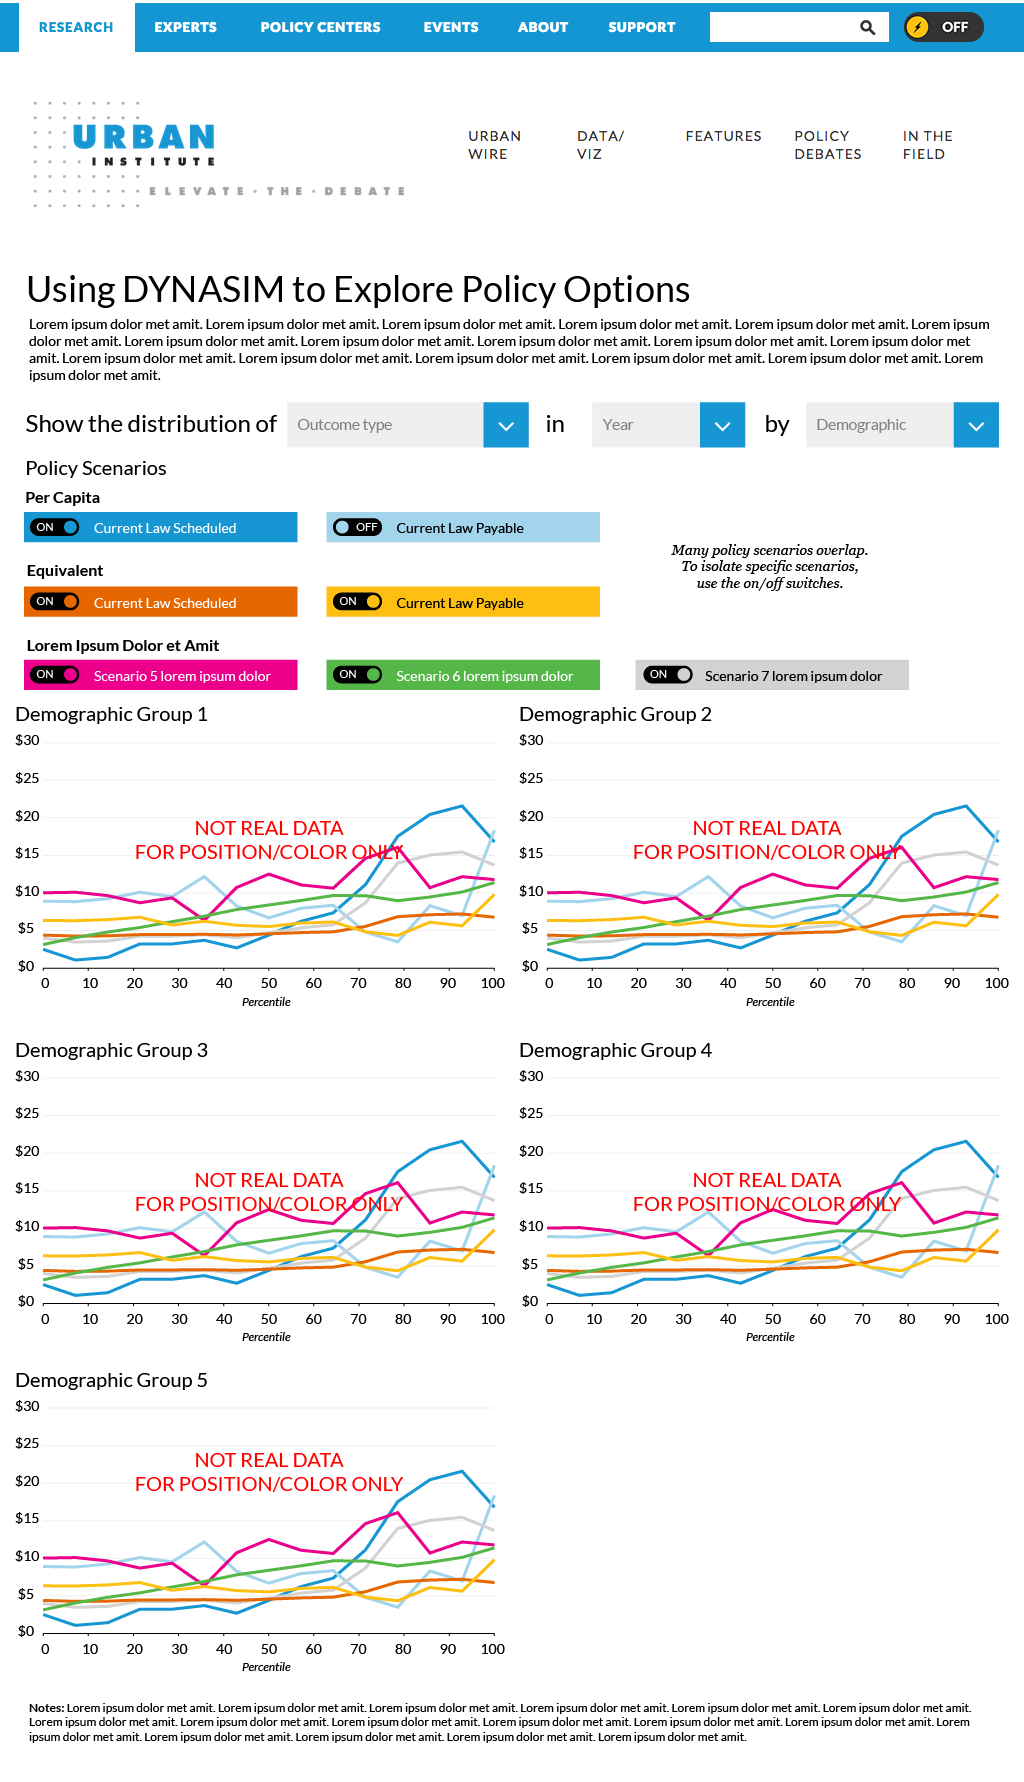 RESEARCH EXPERTS POLICY CENTERS EVENTS ABOUT SUPPORT OFF
URBAN
INSTITUTE
ELEVATE · THE · DEBATE
URBAN WIRE
DATA/ VIZ
FEATURES
POLICY DEBATES
IN THE FIELD
Using DYNASIM to Explore Policy Options
Lorem ipsum dolor met amit. Lorem ipsum dolor met amit. Lorem ipsum dolor met amit. Lorem ipsum dolor met amit. Lorem ipsum dolor met amit. Lorem ipsum
dolor met amit. Lorem ipsum dolor met amit. Lorem ipsum dolor met amit. Lorem ipsum dolor met amit. Lorem ipsum dolor met amit. Lorem ipsum dolor met
amit. Lorem ipsum dolor met amit. Lorem ipsum dolor met amit. Lorem ipsum dolor met amit. Lorem ipsum dolor met amit. Lorem ipsum dolor met amit. Lorem
ipsum dolor met amit.
Show the distribution of Outcome type in Year by Demographic
Policy Scenarios
Per Capita
ON Current Law Scheduled
OFF Current Law Payable
Many policy scenarios overlap.
To isolate specific scenarios,
use the on/off switches.
Equivalent
ON Current Law Scheduled
ON Current Law Payable
Lorem Ipsum Dolor et Amit
ON Scenario 5 lorem ipsum dolor
ON Scenario 6 lorem ipsum dolor
ON Scenario 7 lorem ipsum dolor
Demographic Group 1
$30
$25
$20
$15
$10
$5
$0
NOT REAL DATA
FOR POSITION/COLOR ONLY
0 10 20 30 40 50 60 70 80 90 100
Percentile
Demographic Group 2
$30
$25
$20
$15
$10
$5
$0
NOT REAL DATA
FOR POSITION/COLOR ONLY
0 10 20 30 40 50 60 70 80 90 100
Percentile
Demographic Group 3
$30
$25
$20
$15
$10
$5
$0
NOT REAL DATA
FOR POSITION/COLOR ONLY
0 10 20 30 40 50 60 70 80 90 100
Percentile
Demographic Group 4
$30
$25
$20
$15
$10
$5
$0
NOT REAL DATA
FOR POSITION/COLOR ONLY
0 10 20 30 40 50 60 70 80 90 100
Percentile
Demographic Group 5
$30
$25
$20
$15
$10
$5
$0
NOT REAL DATA
FOR POSITION/COLOR ONLY
0 10 20 30 40 50 60 70 80 90 100
Percentile
Notes: Lorem ipsum dolor met amit. Lorem ipsum dolor met amit. Lorem ipsum dolor met amit. Lorem ipsum dolor met amit. Lorem ipsum dolor met amit. Lorem ipsum dolor met amit.
Lorem ipsum dolor met amit. Lorem ipsum dolor met amit. Lorem ipsum dolor met amit. Lorem ipsum dolor met amit. Lorem ipsum dolor met amit. Lorem ipsum dolor met amit. Lorem
ipsum dolor met amit. Lorem ipsum dolor met amit. Lorem ipsum dolor met amit. Lorem ipsum dolor met amit. Lorem ipsum dolor met amit.